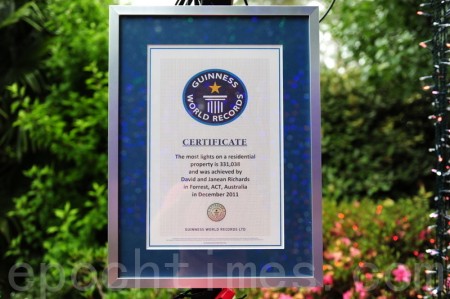 GUINNESS
WORLD RECORDS
CERTIFICATE
The most lights on a residential
property is 331,038
and was achieved by
David and Janean Richards
in Forrest, ACT, Australia
in December 2011
GUINNESS WORLD RECORDS LTD
epochtimes.com